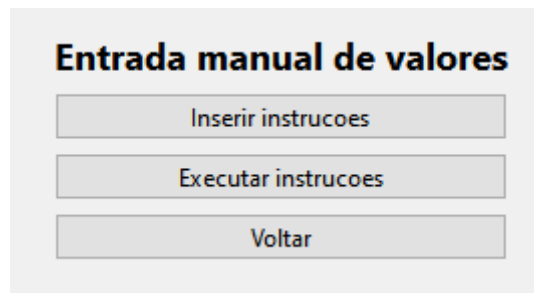 Entrada manual de valores
Inserir instrucoes
Executar instrucoes
Voltar